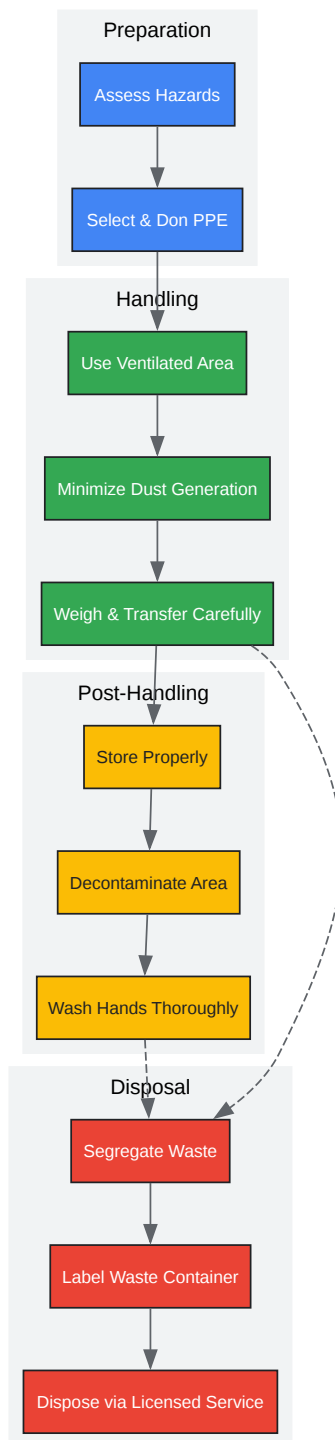 Preparation
Assess Hazards
Select & Don PPE
Handling
Use Ventilated Area
Minimize Dust Generation
Weigh & Transfer Carefully
Post-Handling
Store Properly
Decontaminate Area
Wash Hands Thoroughly
Disposal
Segregate Waste
Label Waste Container
Dispose via Licensed Service